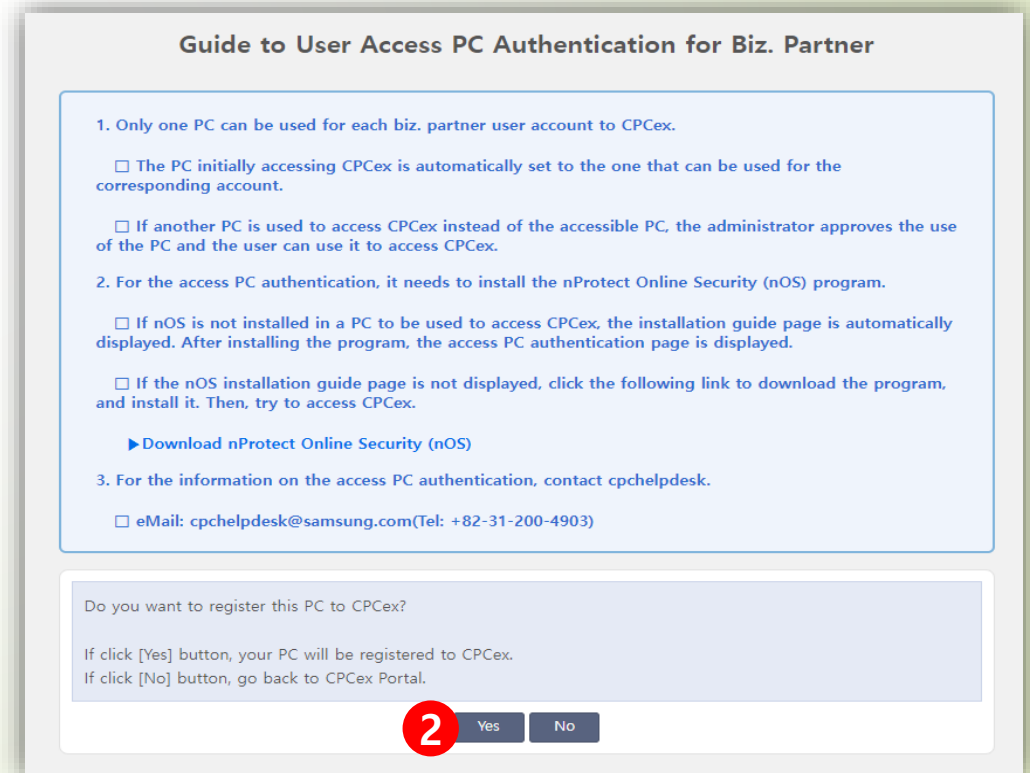 Guide to User Access PC Authentication for Biz. Partner
1. Only one PC can be used for each biz. partner user account to CPCex.
□ The PC initially accessing CPCex is automatically set to the one that can be used for the
corresponding account.
□ If another PC is used to access CPCex instead of the accessible PC, the administrator approves the use
of the PC and the user can use it to access CPCex.
2. For the access PC authentication, it needs to install the nProtect Online Security (nOS) program.
□ If nOS is not installed in a PC to be used to access CPCex, the installation guide page is automatically
displayed. After installing the program, the access PC authentication page is displayed.
□ If the nOS installation guide page is not displayed, click the following link to download the program,
and install it. Then, try to access CPCex.
▶Download nProtect Online Security (nOS)
3. For the information on the access PC authentication, contact cpchelpdesk.
□ eMail: cpchelpdesk@samsung.com(Tel: +82-31-200-4903)
Do you want to register this PC to CPCex?
If click [Yes] button, your PC will be registered to CPCex.
If click [No] button, go back to CPCex Portal.
2 Yes No